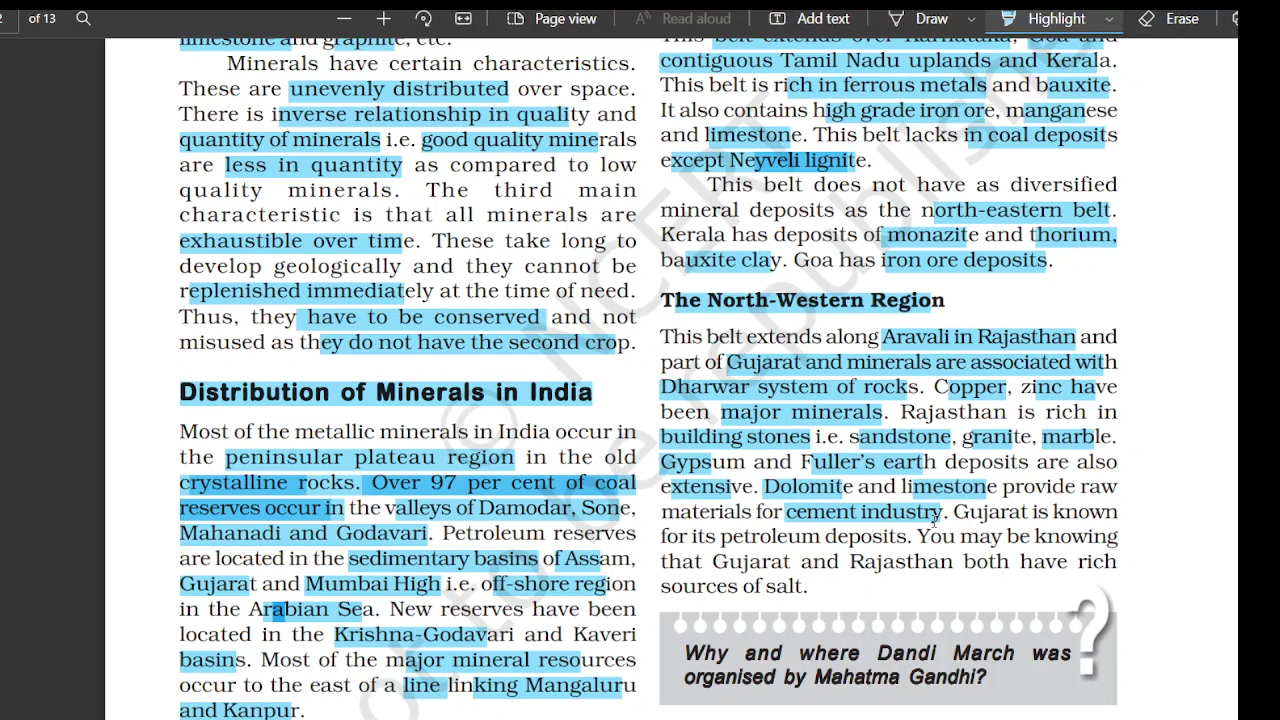 of 13
Page view
Read aloud
Add text
Draw
Highlight
Erase
limestone and graphite, etc.
Minerals have certain characteristics.
These are unevenly distributed over space.
There is inverse relationship in quality and
quantity of minerals i.e. good quality minerals
are less in quantity as compared to low
quality minerals. The third main
characteristic is that all minerals are
exhaustible over time. These take long to
develop geologically and they cannot be
replenished immediately at the time of need.
Thus, they have to be conserved and not
misused as they do not have the second crop.
Distribution of Minerals in India
Most of the metallic minerals in India occur in
the peninsular plateau region in the old
crystalline rocks. Over 97 per cent of coal
reserves occur in the valleys of Damodar, Sone,
Mahanadi and Godavari. Petroleum reserves
are located in the sedimentary basins of Assam,
Gujarat and Mumbai High i.e. off-shore region
in the Arabian Sea. New reserves have been
located in the Krishna-Godavari and Kaveri
basins. Most of the major mineral resources
occur to the east of a line linking Mangaluru
and Kanpur.
This belt extends over Karnataka, Goa and
contiguous Tamil Nadu uplands and Kerala.
This belt is rich in ferrous metals and bauxite.
It also contains high grade iron ore, manganese
and limestone. This belt lacks in coal deposits
except Neyveli lignite.
This belt does not have as diversified
mineral deposits as the north-eastern belt.
Kerala has deposits of monazite and thorium,
bauxite clay. Goa has iron ore deposits.
The North-Western Region
This belt extends along Aravali in Rajasthan and
part of Gujarat and minerals are associated with
Dharwar system of rocks. Copper, zinc have
been major minerals. Rajasthan is rich in
building stones i.e. sandstone, granite, marble.
Gypsum and Fuller's earth deposits are also
extensive. Dolomite and limestone provide raw
materials for cement industry. Gujarat is known
for its petroleum deposits. You may be knowing
that Gujarat and Rajasthan both have rich
sources of salt.
Why and where Dandi March was
organised by Mahatma Gandhi?
?
© NCERT
not to be republishe